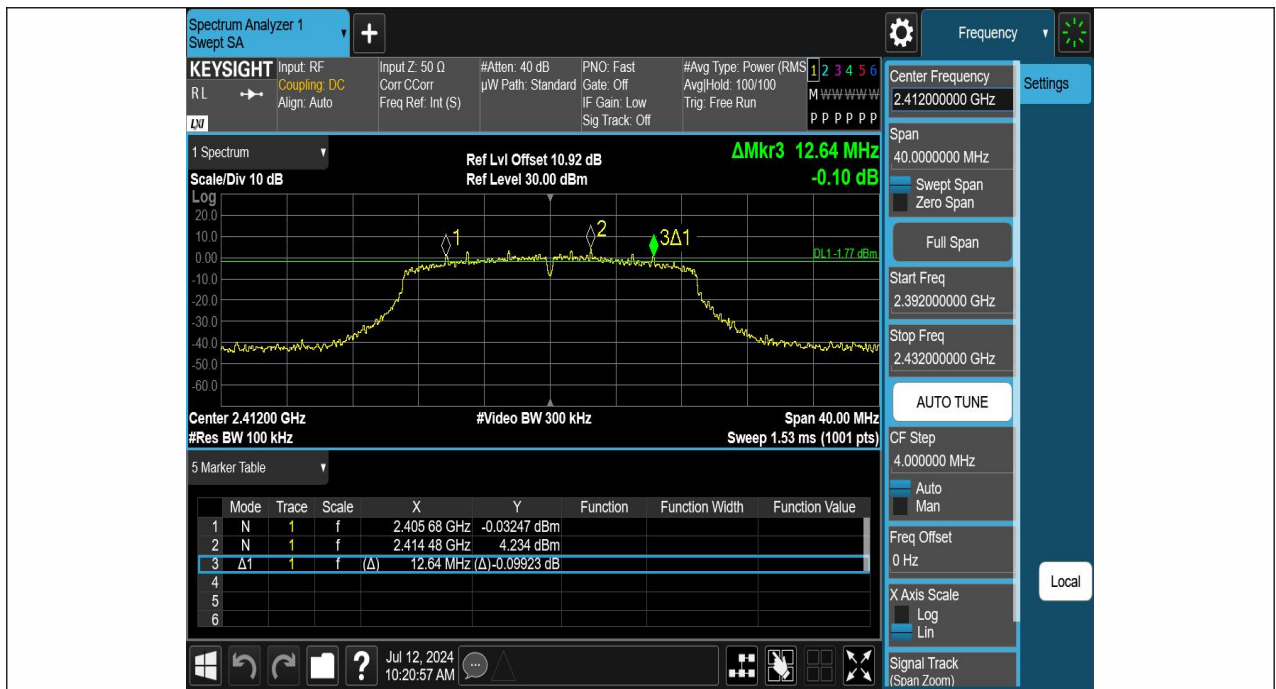 Spectrum Analyzer 1
Swept SA
+
Frequency
KEYSIGHT
R L
LXI
Input: RF
Coupling: DC
Align: Auto
Input Z: 50 Ω
Corr CCorr
Freq Ref: Int (S)
#Atten: 40 dB
µW Path: Standard
PNO: Fast
Gate: Off
IF Gain: Low
Sig Track: Off
#Avg Type: Power (RMS
Avg|Hold: 100/100
Trig: Free Run
1 2 3 4 5 6
M W W W W W
P P P P P P
1 Spectrum
Scale/Div 10 dB
Ref Lvl Offset 10.92 dB
Ref Level 30.00 dBm
ΔMkr3 12.64 MHz
-0.10 dB
Log
20.0
10.0
0.00
-10.0
-20.0
-30.0
-40.0
-50.0
-60.0
1
2
3Δ1
DL1 -1.77 dBm
Center 2.41200 GHz
#Video BW 300 kHz
Span 40.00 MHz
#Res BW 100 kHz
Sweep 1.53 ms (1001 pts)
5 Marker Table
Mode Trace Scale X Y Function Function Width Function Value
1 N 1 f 2.405 68 GHz -0.03247 dBm
2 N 1 f 2.414 48 GHz 4.234 dBm
3 Δ1 1 f (Δ) 12.64 MHz (Δ) -0.09923 dB
4
5
6
?
Jul 12, 2024
10:20:57 AM
Center Frequency
2.412000000 GHz
Settings
Span
40.0000000 MHz
Swept Span
Zero Span
Full Span
Start Freq
2.392000000 GHz
Stop Freq
2.432000000 GHz
AUTO TUNE
CF Step
4.000000 MHz
Auto
Man
Freq Offset
0 Hz
X Axis Scale
Log
Lin
Local
Signal Track
(Span Zoom)